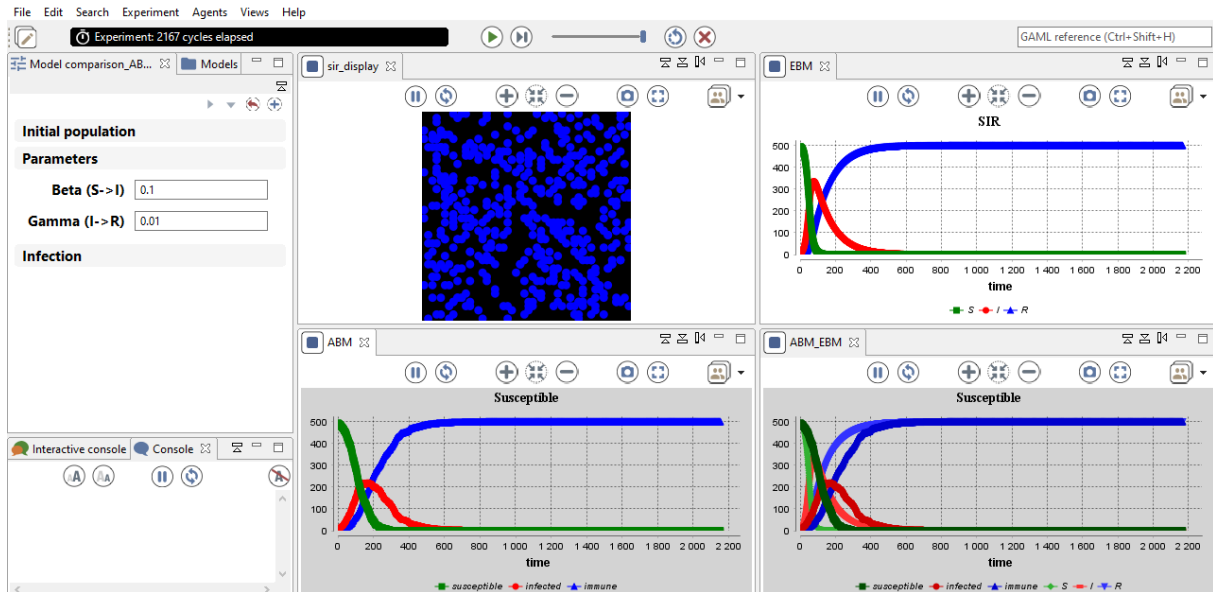 File Edit Search Experiment Agents Views Help
Experiment: 2167 cycles elapsed
GAML reference (Ctrl+Shift+H)
Model comparison_AB... Models
Initial population
Parameters
Beta (S->I) 0.1
Gamma (I->R) 0.01
Infection
Interactive console Console
AA
AA
A
sir_display
EBM
SIR
500
400
300
200
100
0
0 200 400 600 800 1 000 1 200 1 400 1 600 1 800 2 000 2 200
time
S I R
ABM
Susceptible
500
400
300
200
100
0
0 200 400 600 800 1 000 1 200 1 400 1 600 1 800 2 000 2 200
time
susceptible infected immune
ABM_EBM
Susceptible
500
400
300
200
100
0
0 200 400 600 800 1 000 1 200 1 400 1 600 1 800 2 000 2 200
time
susceptible infected immune S I R